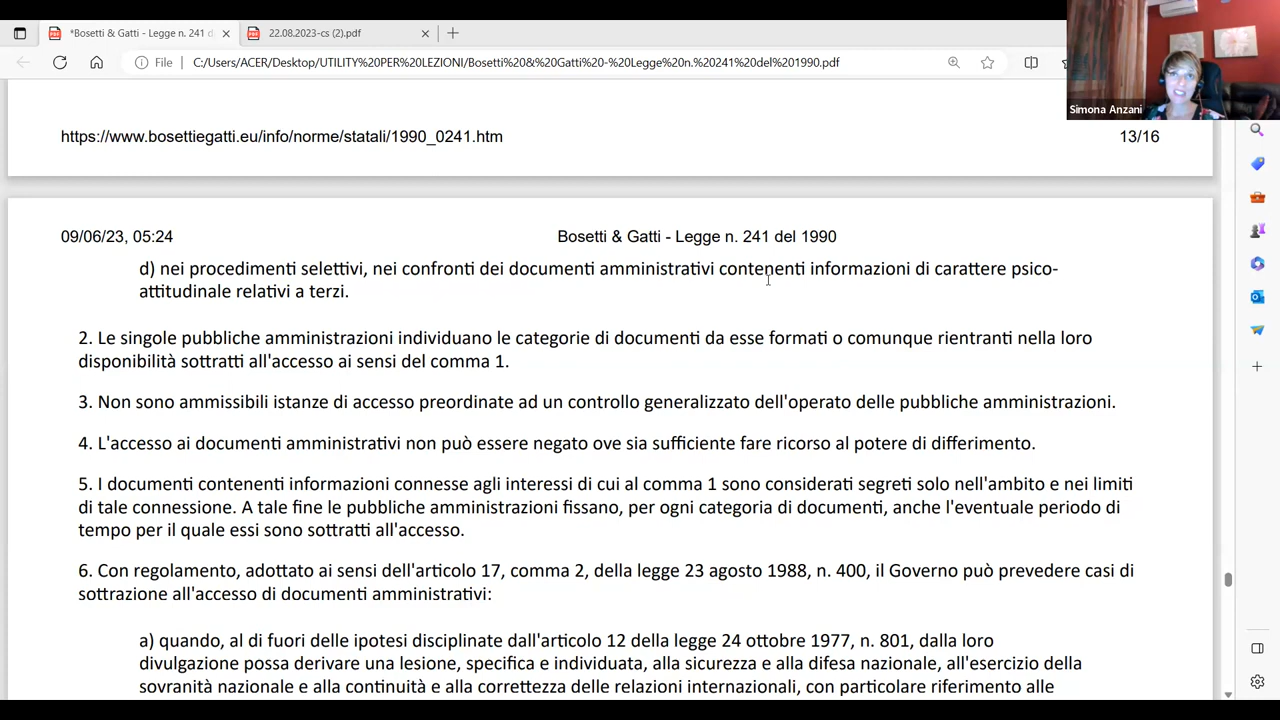 *Bosetti & Gatti - Legge n. 241 d
22.08.2023-cs (2).pdf
File
C:/Users/ACER/Desktop/UTILITY%20PER%20LEZIONI/Bosetti%20&%20Gatti%20-%20Legge%20n.%20241%20del%201990.pdf
Simona Anzani
https://www.bosettiegatti.eu/info/norme/statali/1990_0241.htm
13/16
09/06/23, 05:24
Bosetti & Gatti - Legge n. 241 del 1990
d) nei procedimenti selettivi, nei confronti dei documenti amministrativi contenenti informazioni di carattere psico-
attitudinale relativi a terzi.
2. Le singole pubbliche amministrazioni individuano le categorie di documenti da esse formati o comunque rientranti nella loro
disponibilità sottratti all'accesso ai sensi del comma 1.
3. Non sono ammissibili istanze di accesso preordinate ad un controllo generalizzato dell'operato delle pubbliche amministrazioni.
4. L'accesso ai documenti amministrativi non può essere negato ove sia sufficiente fare ricorso al potere di differimento.
5. I documenti contenenti informazioni connesse agli interessi di cui al comma 1 sono considerati segreti solo nell'ambito e nei limiti
di tale connessione. A tale fine le pubbliche amministrazioni fissano, per ogni categoria di documenti, anche l'eventuale periodo di
tempo per il quale essi sono sottratti all'accesso.
6. Con regolamento, adottato ai sensi dell'articolo 17, comma 2, della legge 23 agosto 1988, n. 400, il Governo può prevedere casi di
sottrazione all'accesso di documenti amministrativi:
a) quando, al di fuori delle ipotesi disciplinate dall'articolo 12 della legge 24 ottobre 1977, n. 801, dalla loro
divulgazione possa derivare una lesione, specifica e individuata, alla sicurezza e alla difesa nazionale, all'esercizio della
sovranità nazionale e alla continuità e alla correttezza delle relazioni internazionali, con particolare riferimento alle